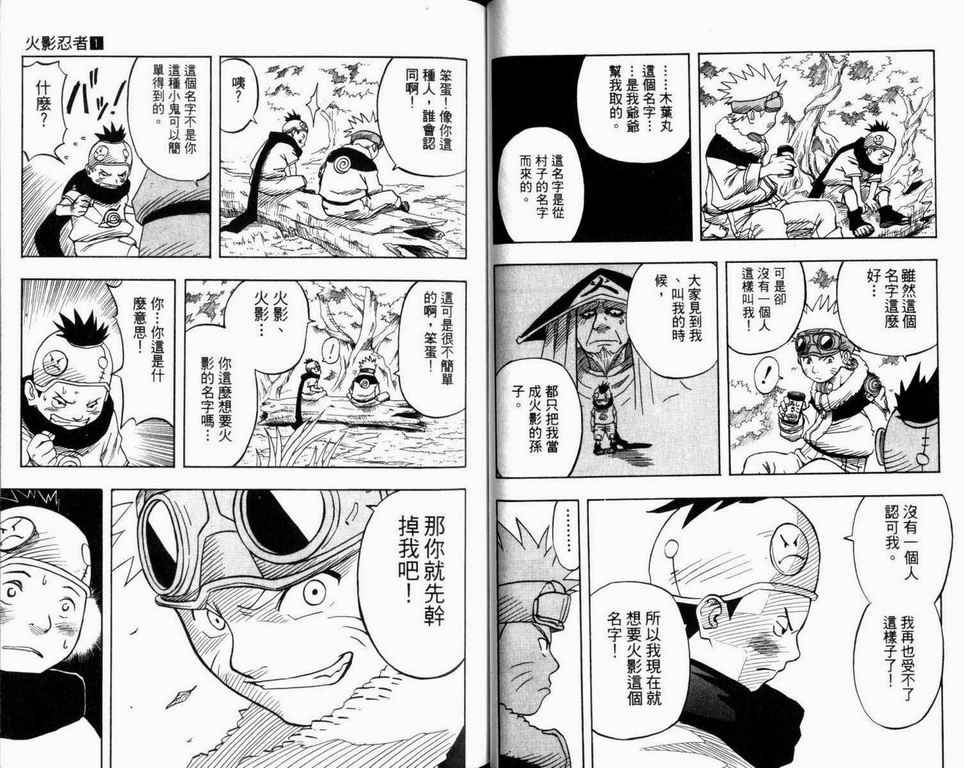 火影忍者1
……木葉丸
這個名字…
…是我爺爺
幫我取的。
這名字是從
村子的名字
而來的。
雖然這個
名字這麼
好…
可是卻
沒有一個人
這樣叫我！
大家見到我
、叫我的時
候，
都只把我當
成火影的孫
子。
沒有一個人
認可我。
我再也受不了
這樣子了！
所以我現在就
想要火影這個
名字！
………
笨蛋！像你這
種人，誰會認
同啊！
咦？
這個名字不是你
這種小鬼可以簡
單得到的。
什麼？
這可是很不簡單
的啊，笨蛋！
火影、
火影…
你這麼想要火
影的名字嗎…
你…你這是什
麼意思！
那你就先幹
掉我吧！